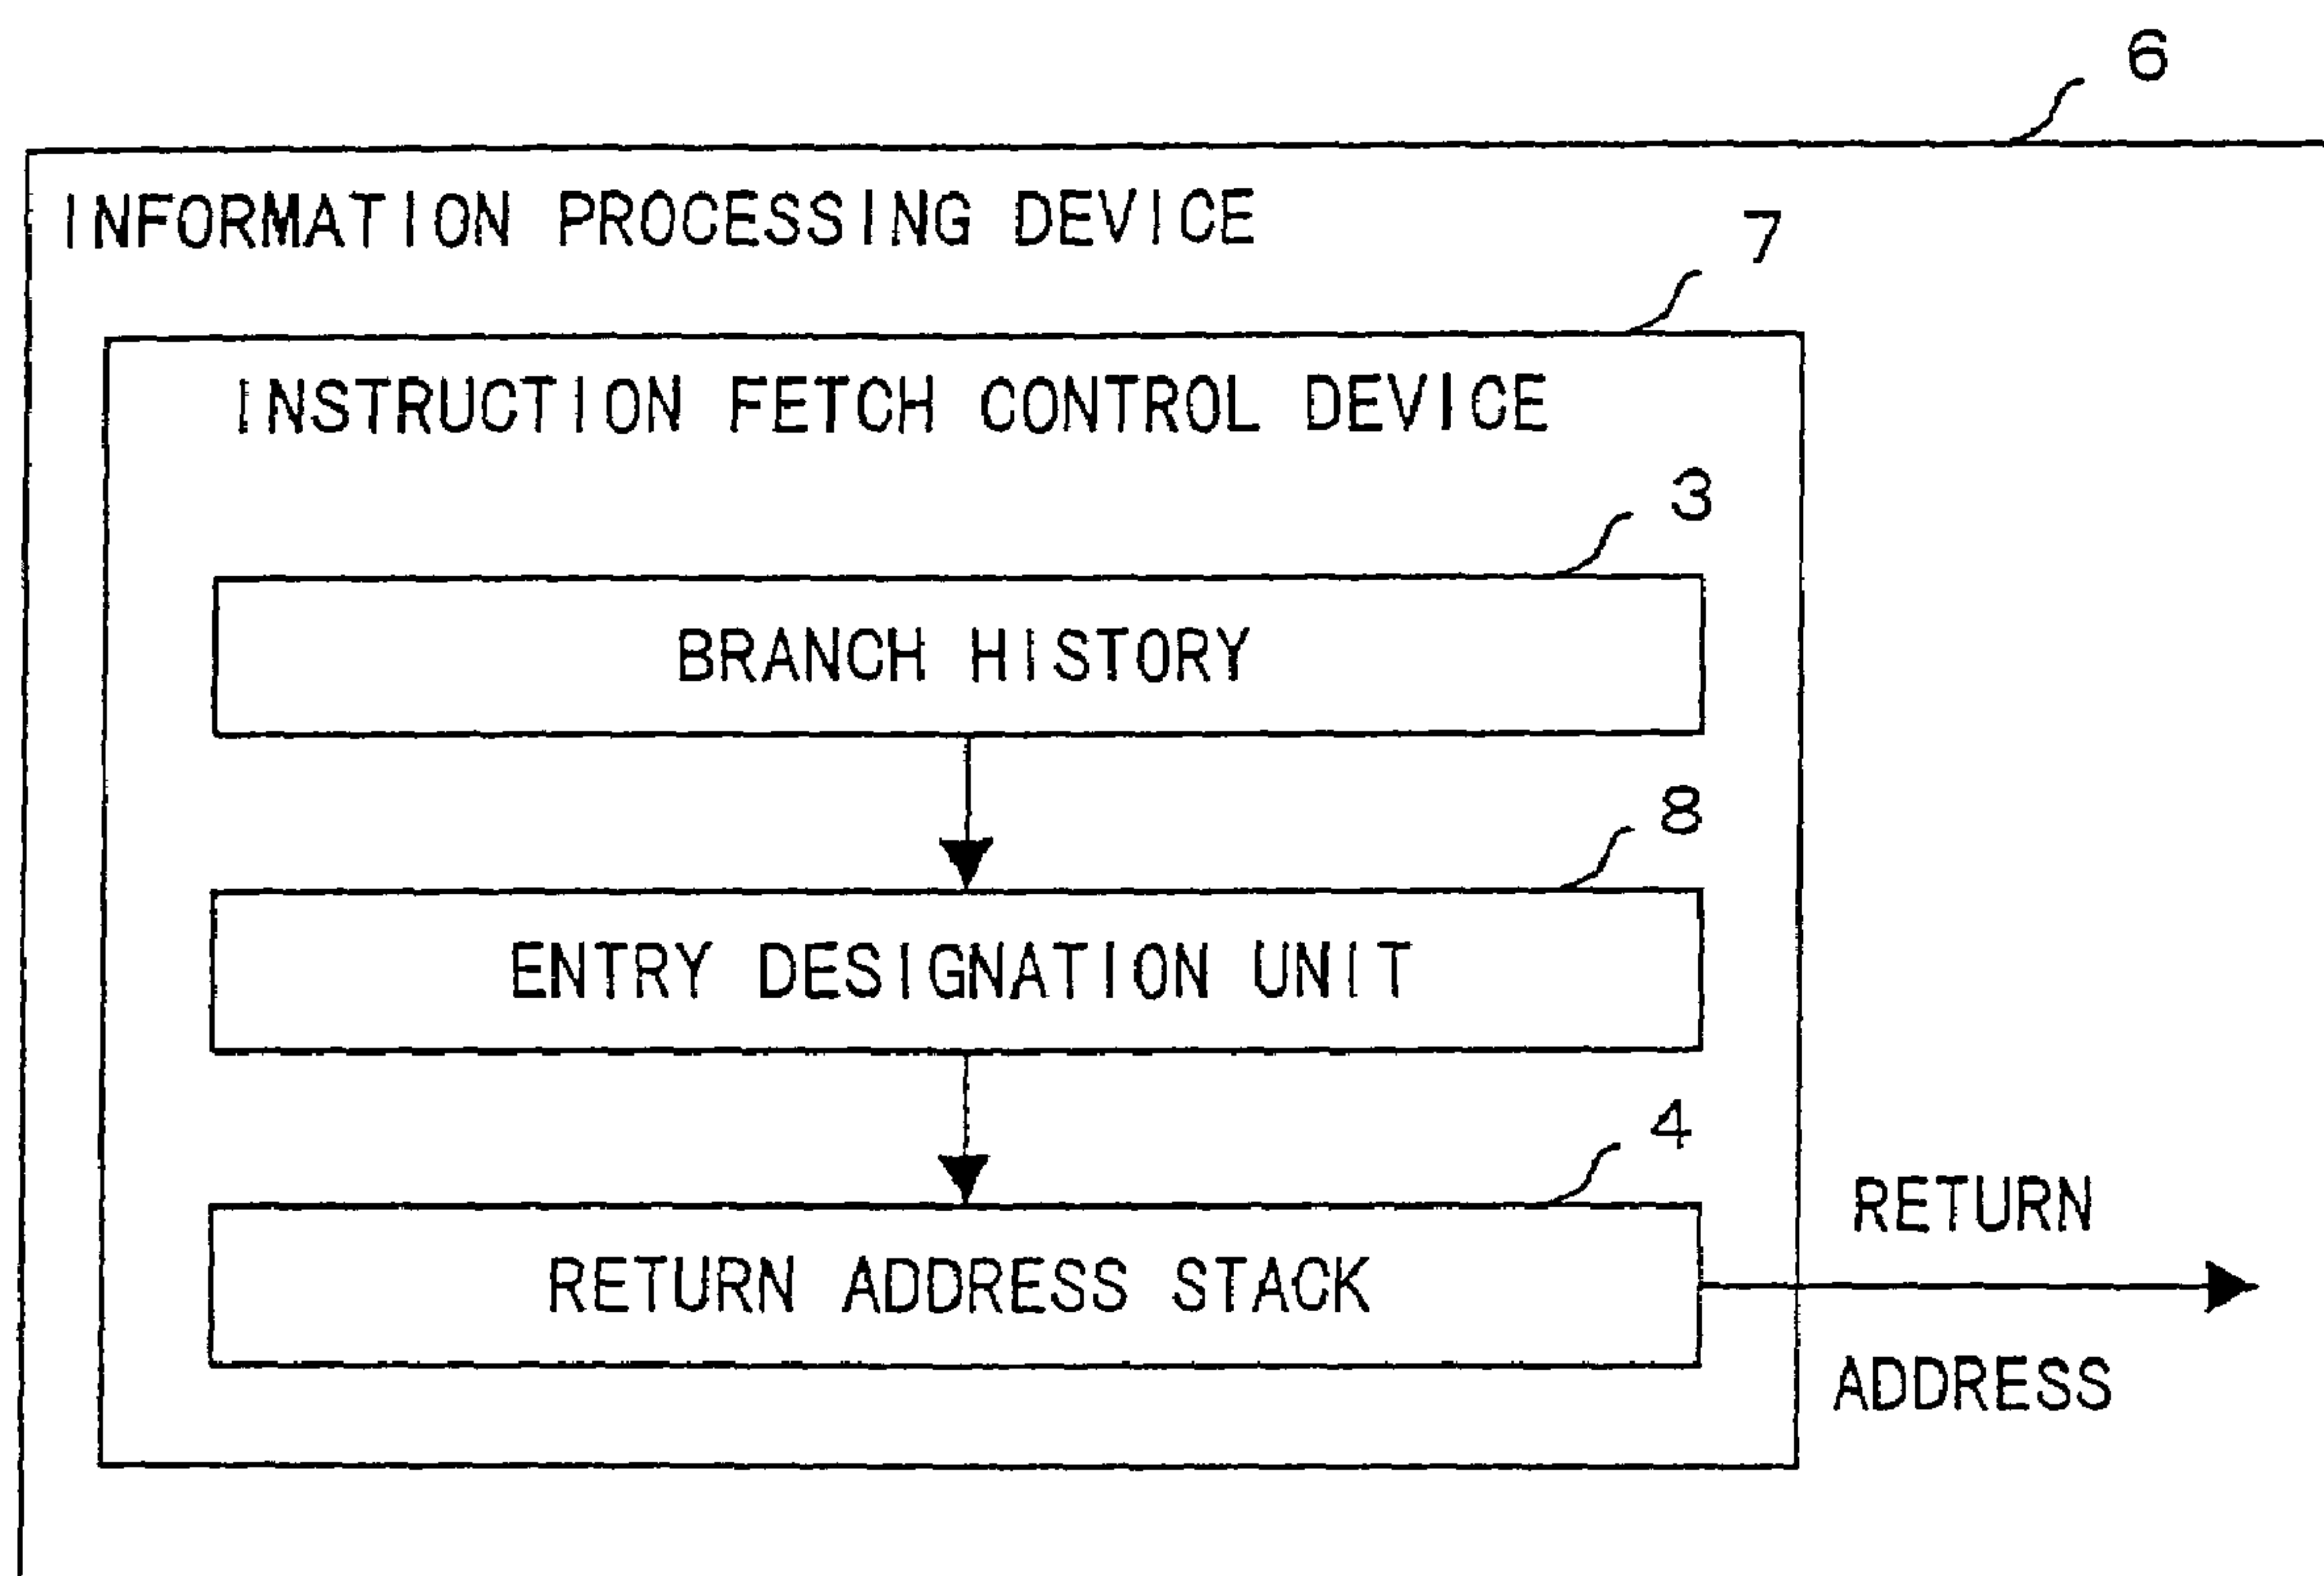 6
INFORMATION PROCESSING DEVICE
7
INSTRUCTION FETCH CONTROL DEVICE
3
BRANCH HISTORY
8
ENTRY DESIGNATION UNIT
4
RETURN ADDRESS STACK
RETURN
ADDRESS